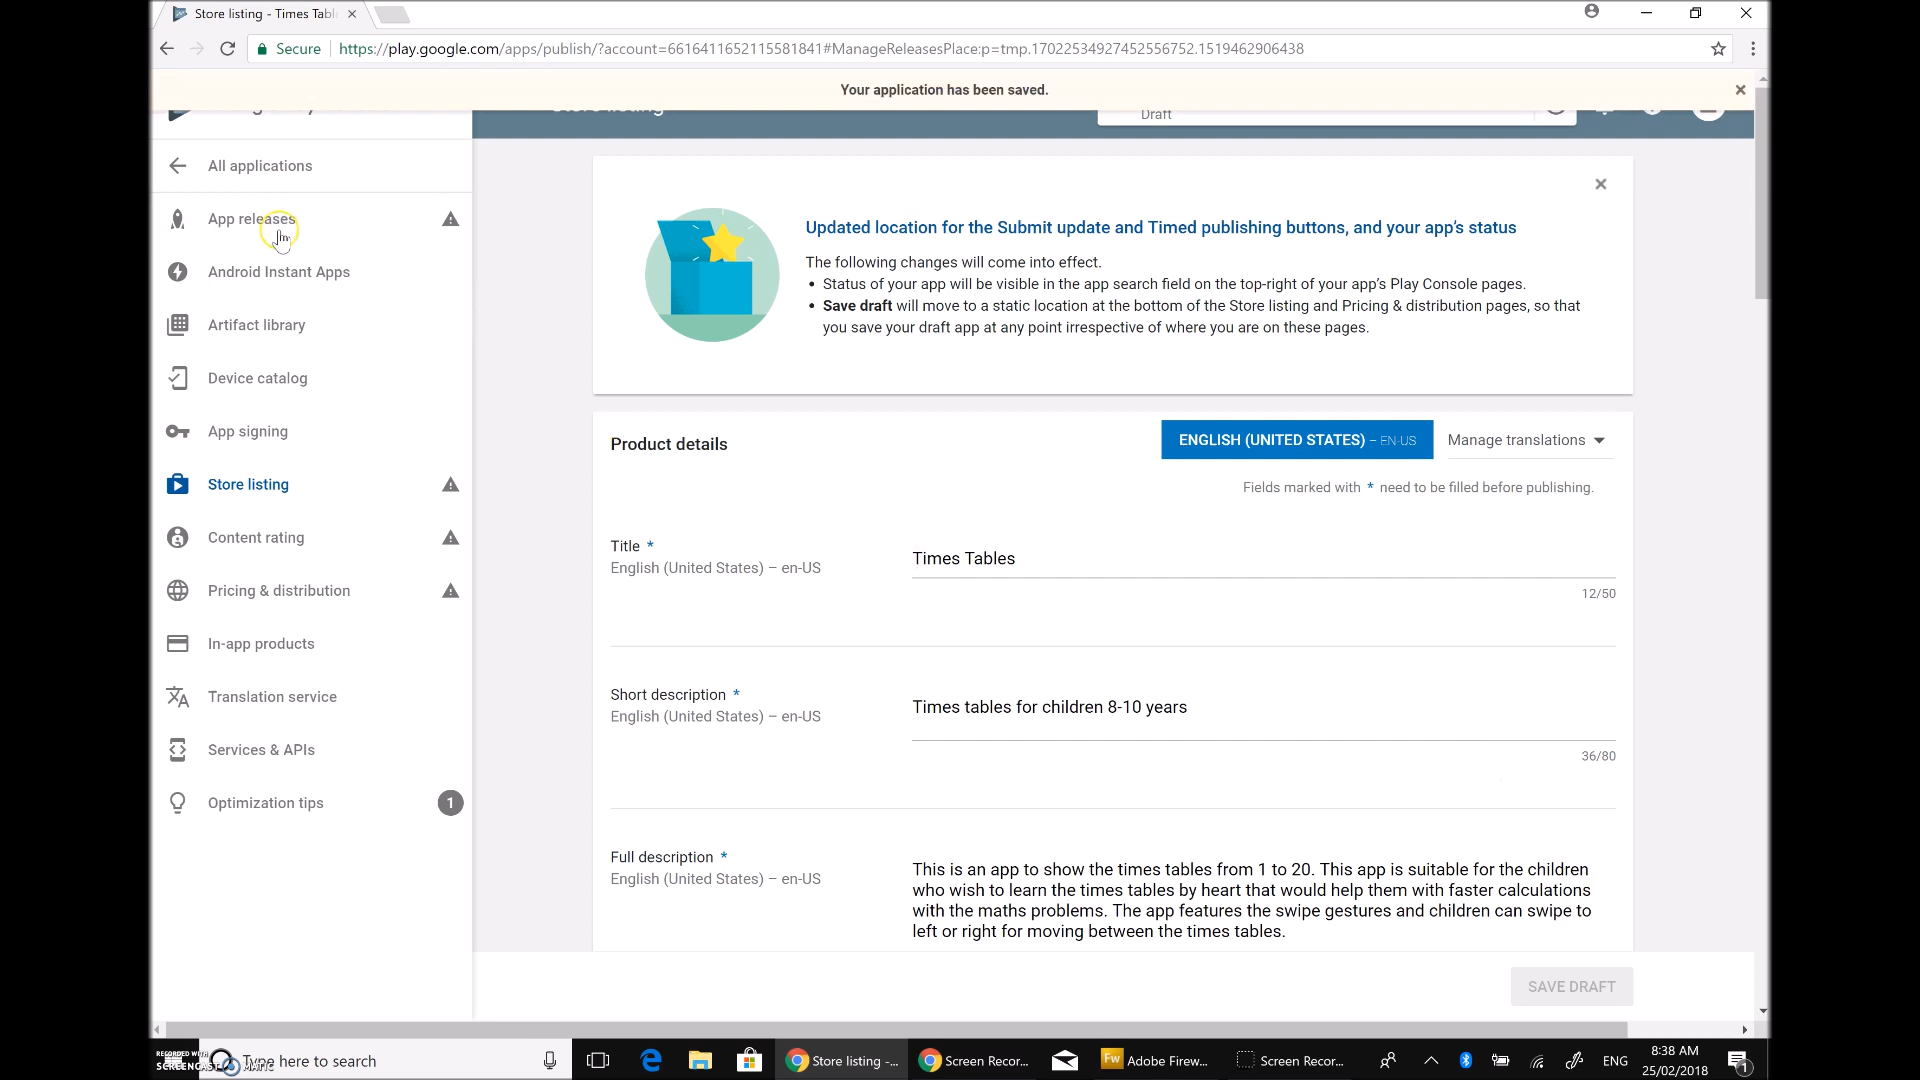 Store listing - Times Tabl
Secure
https://play.google.com/apps/publish/?account=6616411652115581841#ManageReleasesPlace:p=tmp.17022534927452556752.1519462906438
Your application has been saved.
Store listing
Draft
All applications
App releases
Android Instant Apps
Artifact library
Device catalog
App signing
Store listing
Content rating
Pricing & distribution
In-app products
Translation service
Services & APIs
Optimization tips 1
Updated location for the Submit update and Timed publishing buttons, and your app's status
The following changes will come into effect.
• Status of your app will be visible in the app search field on the top-right of your app's Play Console pages.
• Save draft will move to a static location at the bottom of the Store listing and Pricing & distribution pages, so that
you save your draft app at any point irrespective of where you are on these pages.
Product details
ENGLISH (UNITED STATES) – EN-US
Manage translations
Fields marked with * need to be filled before publishing.
Title *
English (United States) – en-US
Times Tables
12/50
Short description *
English (United States) – en-US
Times tables for children 8-10 years
36/80
Full description *
English (United States) – en-US
This is an app to show the times tables from 1 to 20. This app is suitable for the children
who wish to learn the times tables by heart that would help them with faster calculations
with the maths problems. The app features the swipe gestures and children can swipe to
left or right for moving between the times tables.
SAVE DRAFT
RECORDED WITH
SCREENCAST MATIC
Type here to search
Store listing -...
Screen Recor...
Fw
Adobe Firew...
Screen Recor...
ENG
8:38 AM
25/02/2018
1